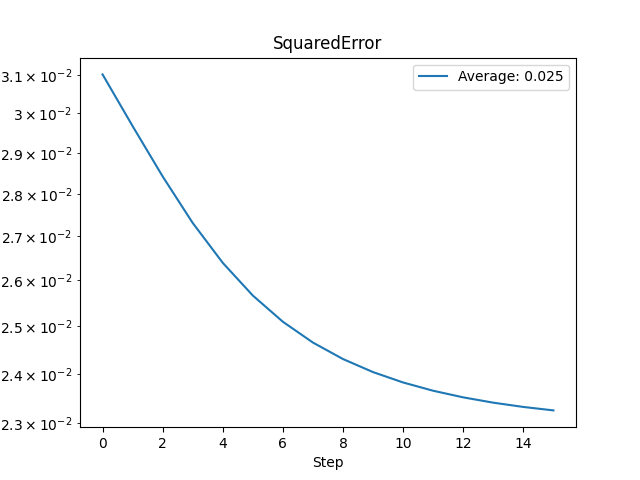 SquaredError
Average: 0.025
3.1 × 10⁻²
3 × 10⁻²
2.9 × 10⁻²
2.8 × 10⁻²
2.7 × 10⁻²
2.6 × 10⁻²
2.5 × 10⁻²
2.4 × 10⁻²
2.3 × 10⁻²
0 2 4 6 8 10 12 14
Step